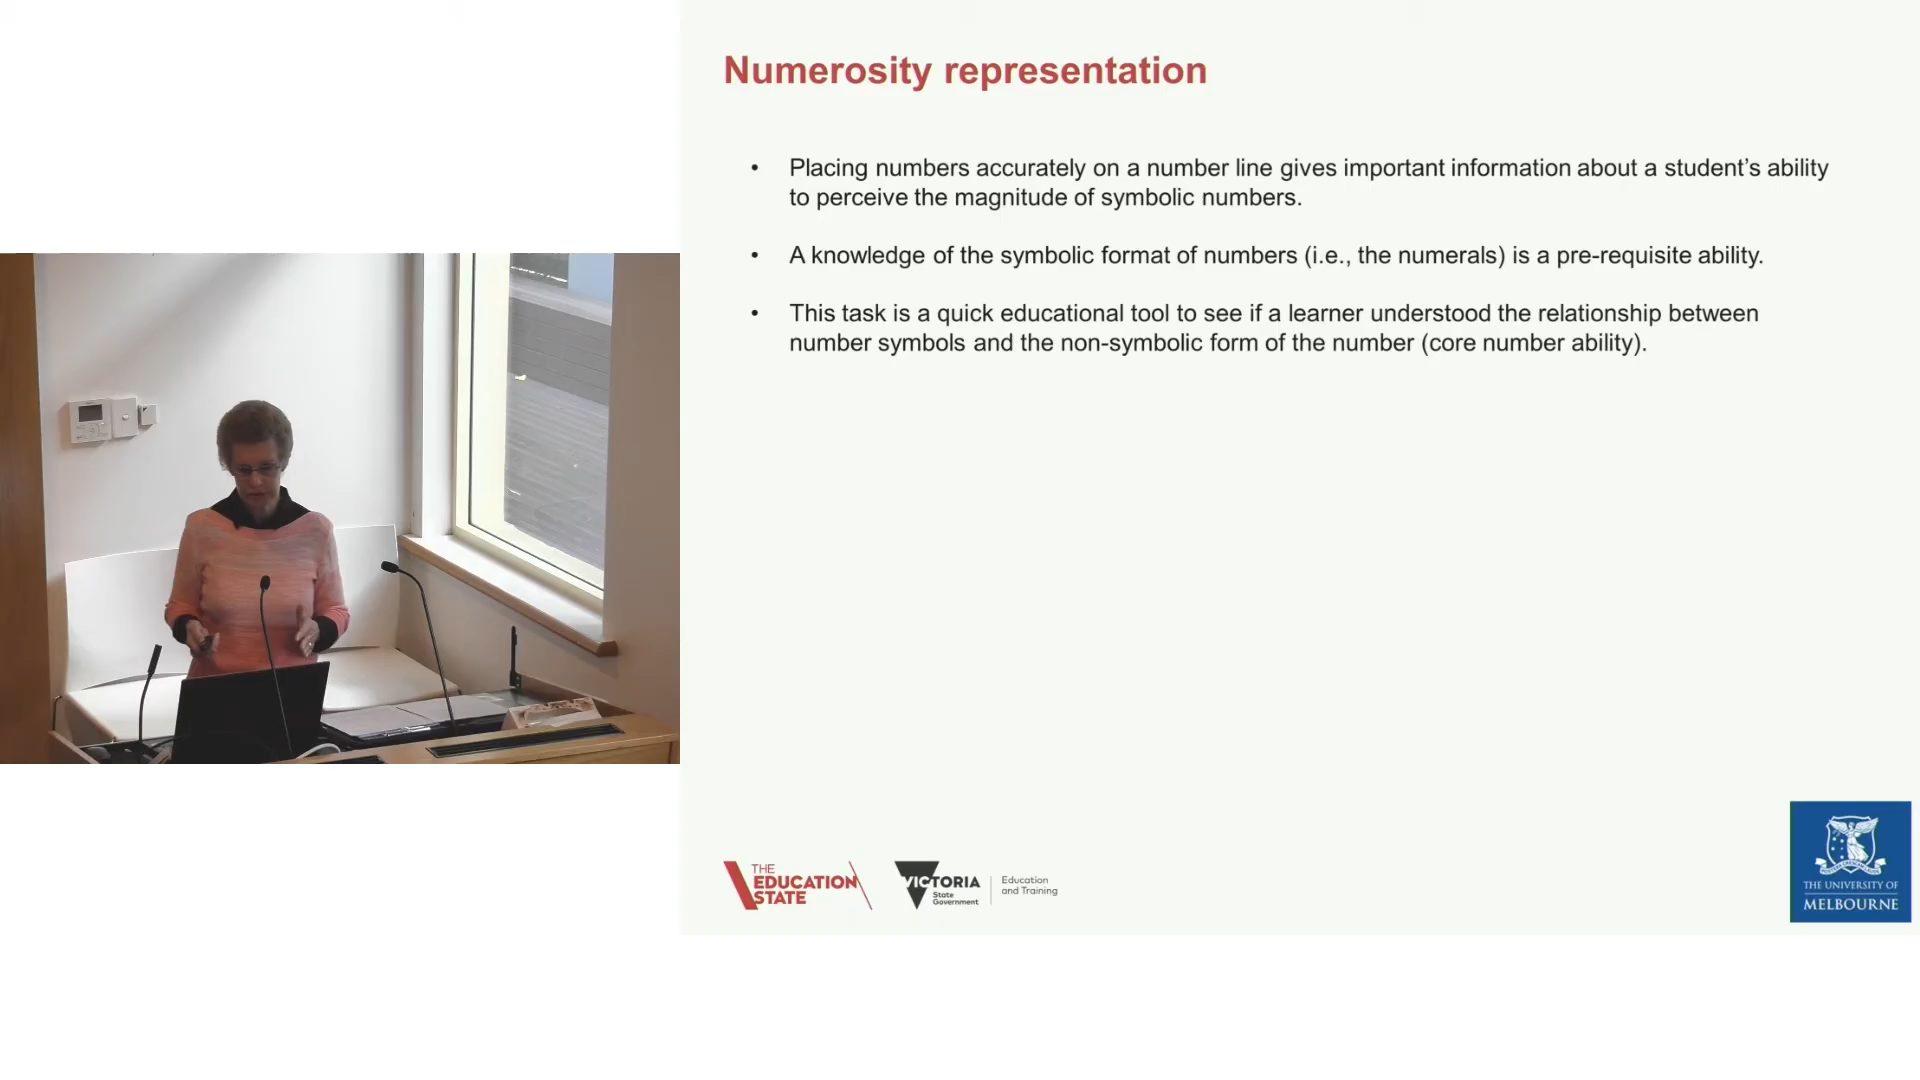 Numerosity representation
• Placing numbers accurately on a number line gives important information about a student’s ability
to perceive the magnitude of symbolic numbers.
• A knowledge of the symbolic format of numbers (i.e., the numerals) is a pre-requisite ability.
• This task is a quick educational tool to see if a learner understood the relationship between
number symbols and the non-symbolic form of the number (core number ability).
THE
EDUCATION
STATE
VICTORIA
State
Government
Education
and Training
THE UNIVERSITY OF
MELBOURNE